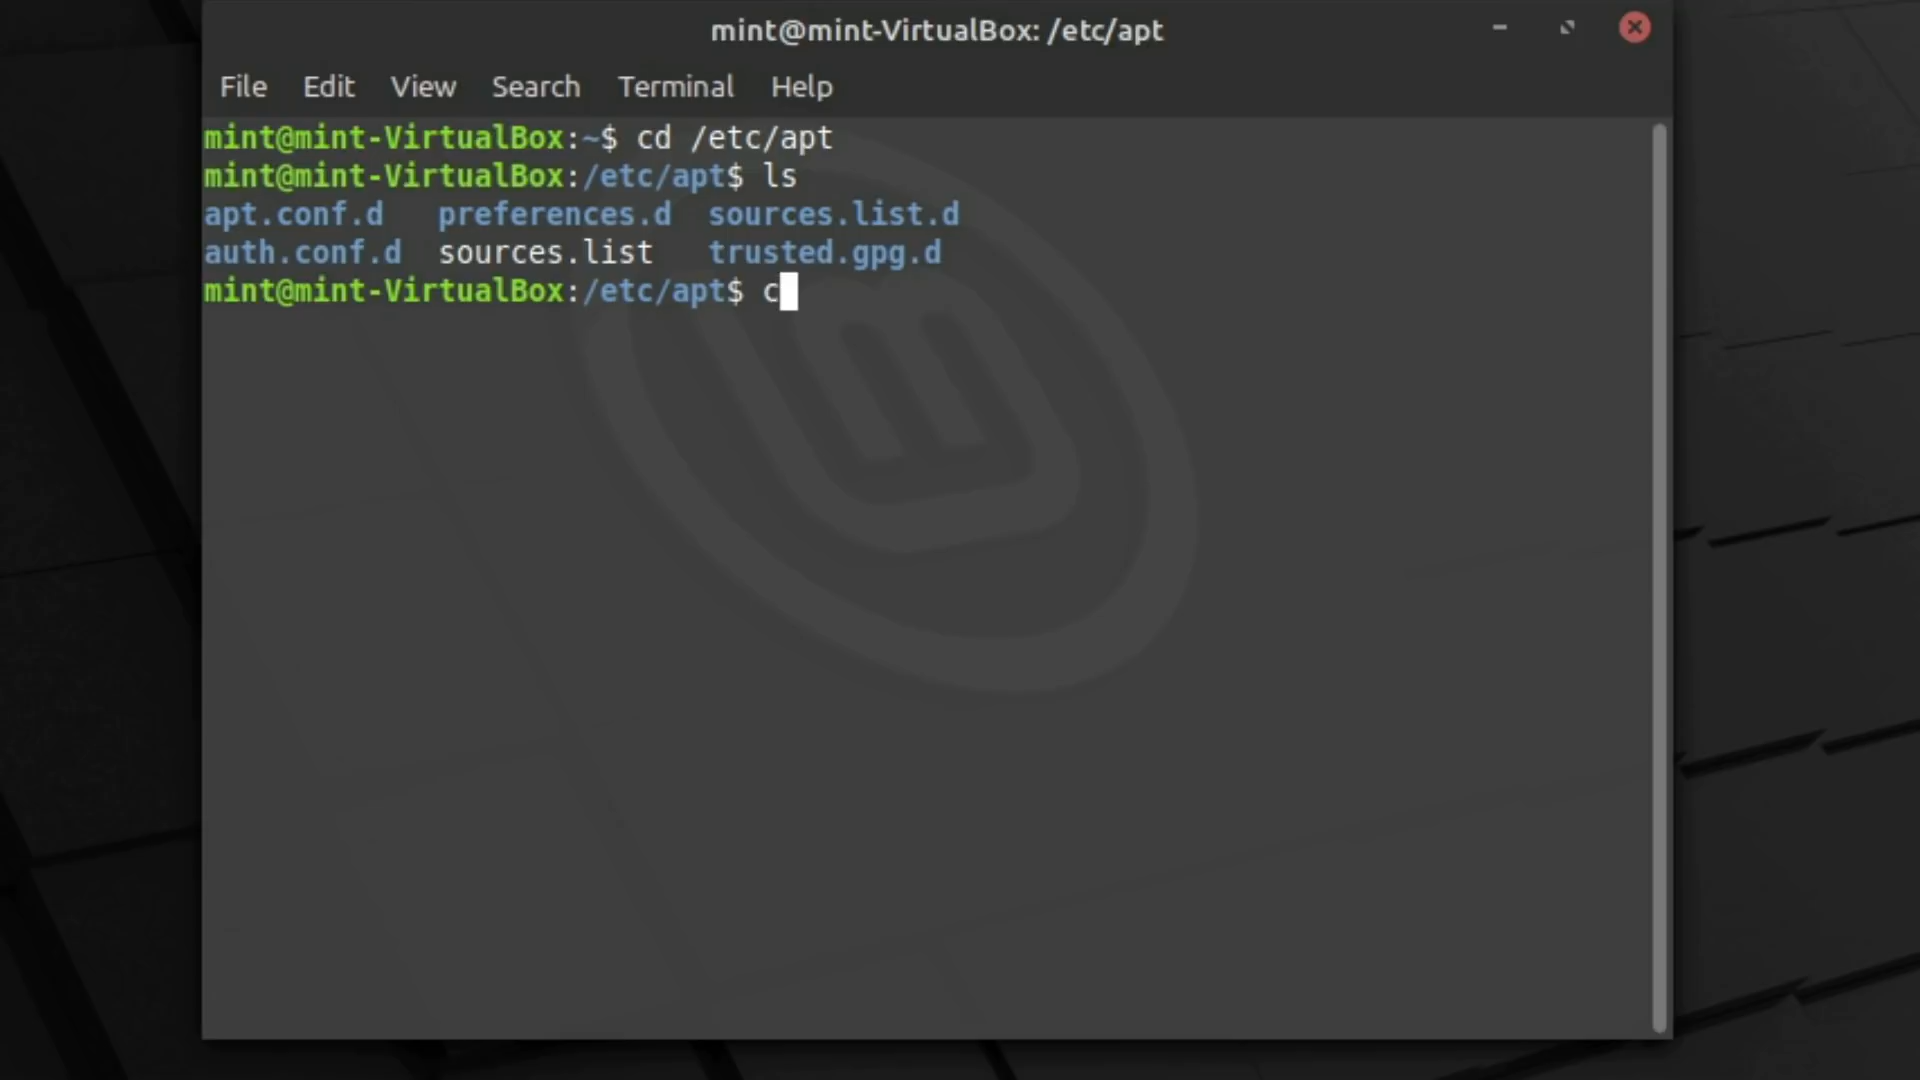 mint@mint-VirtualBox: /etc/apt
File Edit View Search Terminal Help
mint@mint-VirtualBox:~$ cd /etc/apt
mint@mint-VirtualBox:/etc/apt$ ls
apt.conf.d preferences.d sources.list.d
auth.conf.d sources.list trusted.gpg.d
mint@mint-VirtualBox:/etc/apt$ c